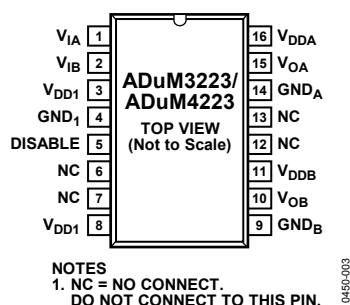 VIA 1
VIB 2
VDD1 3
GND1 4
DISABLE 5
NC 6
NC 7
VDD1 8
ADuM3223/
ADuM4223
TOP VIEW
(Not to Scale)
16 VDDA
15 VOA
14 GNDA
13 NC
12 NC
11 VDDB
10 VOB
9 GNDB
NOTES
1. NC = NO CONNECT.
DO NOT CONNECT TO THIS PIN.
0450-003